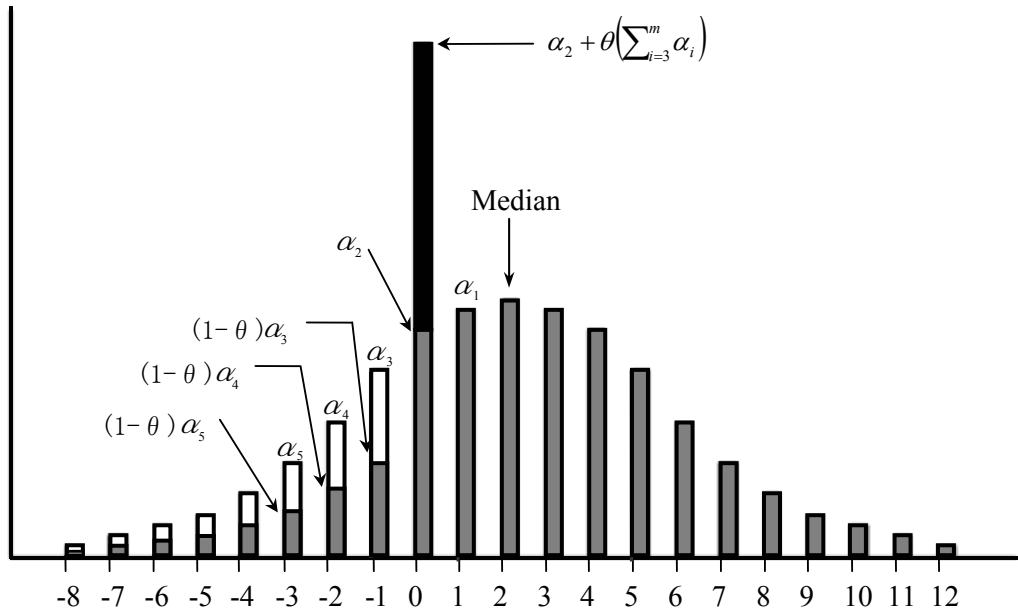 α₂ + θ(∑ᵢ₌₃ᵐ αᵢ)
Median
α₂
α₁
(1-θ)α₃
α₃
(1-θ)α₄
α₄
(1-θ)α₅
α₅
-8 -7 -6 -5 -4 -3 -2 -1 0 1 2 3 4 5 6 7 8 9 10 11 12